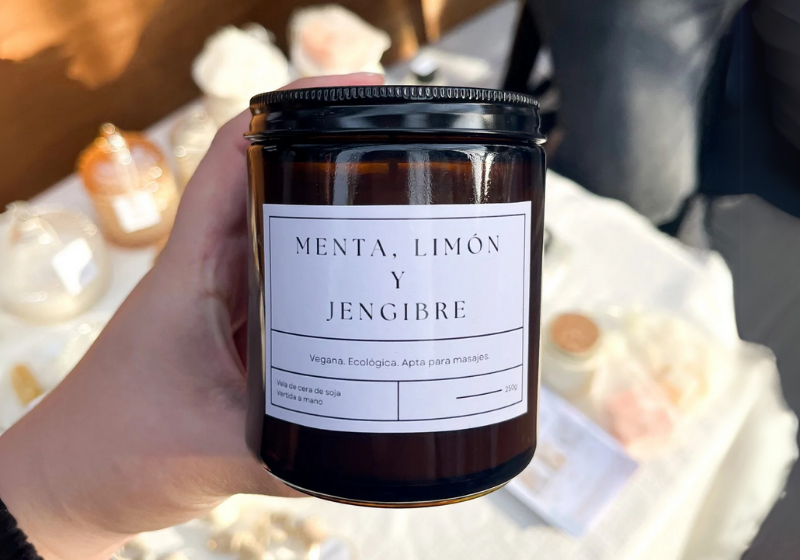 MENTA, LIMÓN
Y
JENGIBRE
Vegana. Ecológica. Apta para masajes.
Vela de cera de soja
Vertida a mano
250g